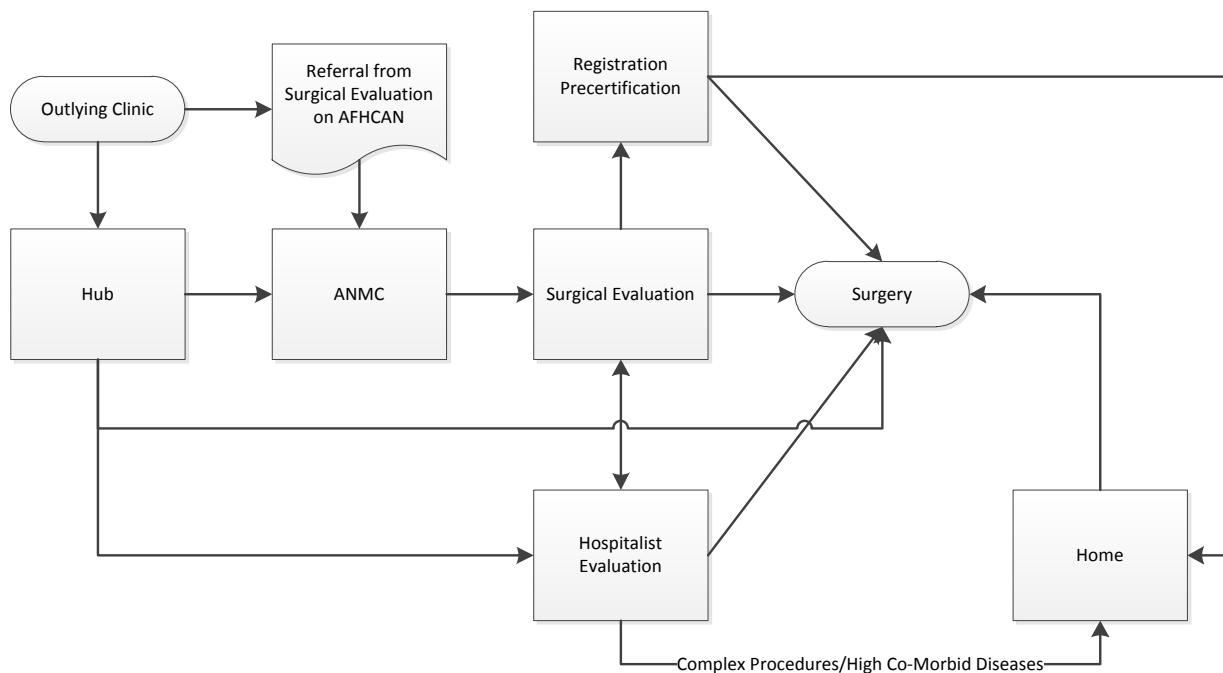 Outlying Clinic
Referral from
Surgical Evaluation
on AFHCAN
Registration
Precertification
Hub
ANMC
Surgical Evaluation
Surgery
Hospitalist
Evaluation
Home
Complex Procedures/High Co-Morbid Diseases